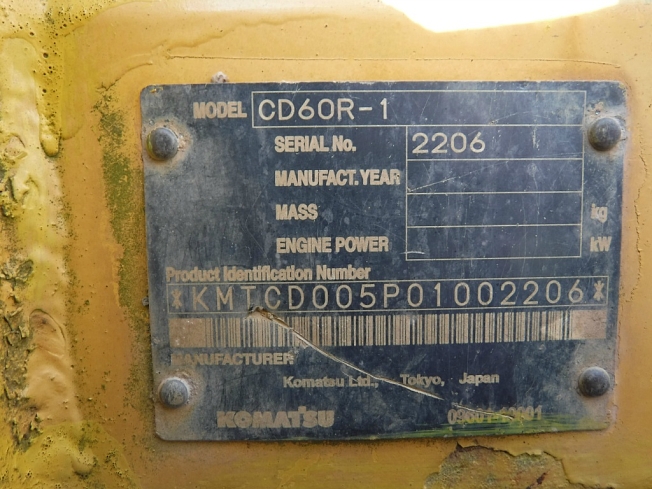 MODEL CD60R-1
SERIAL No. 2206
MANUFACT. YEAR
MASS kg
ENGINE POWER kW
Product Identification Number
*KMTCD005P01002206*
MANUFACTURER
Komatsu Ltd., Tokyo, Japan
KOMATSU